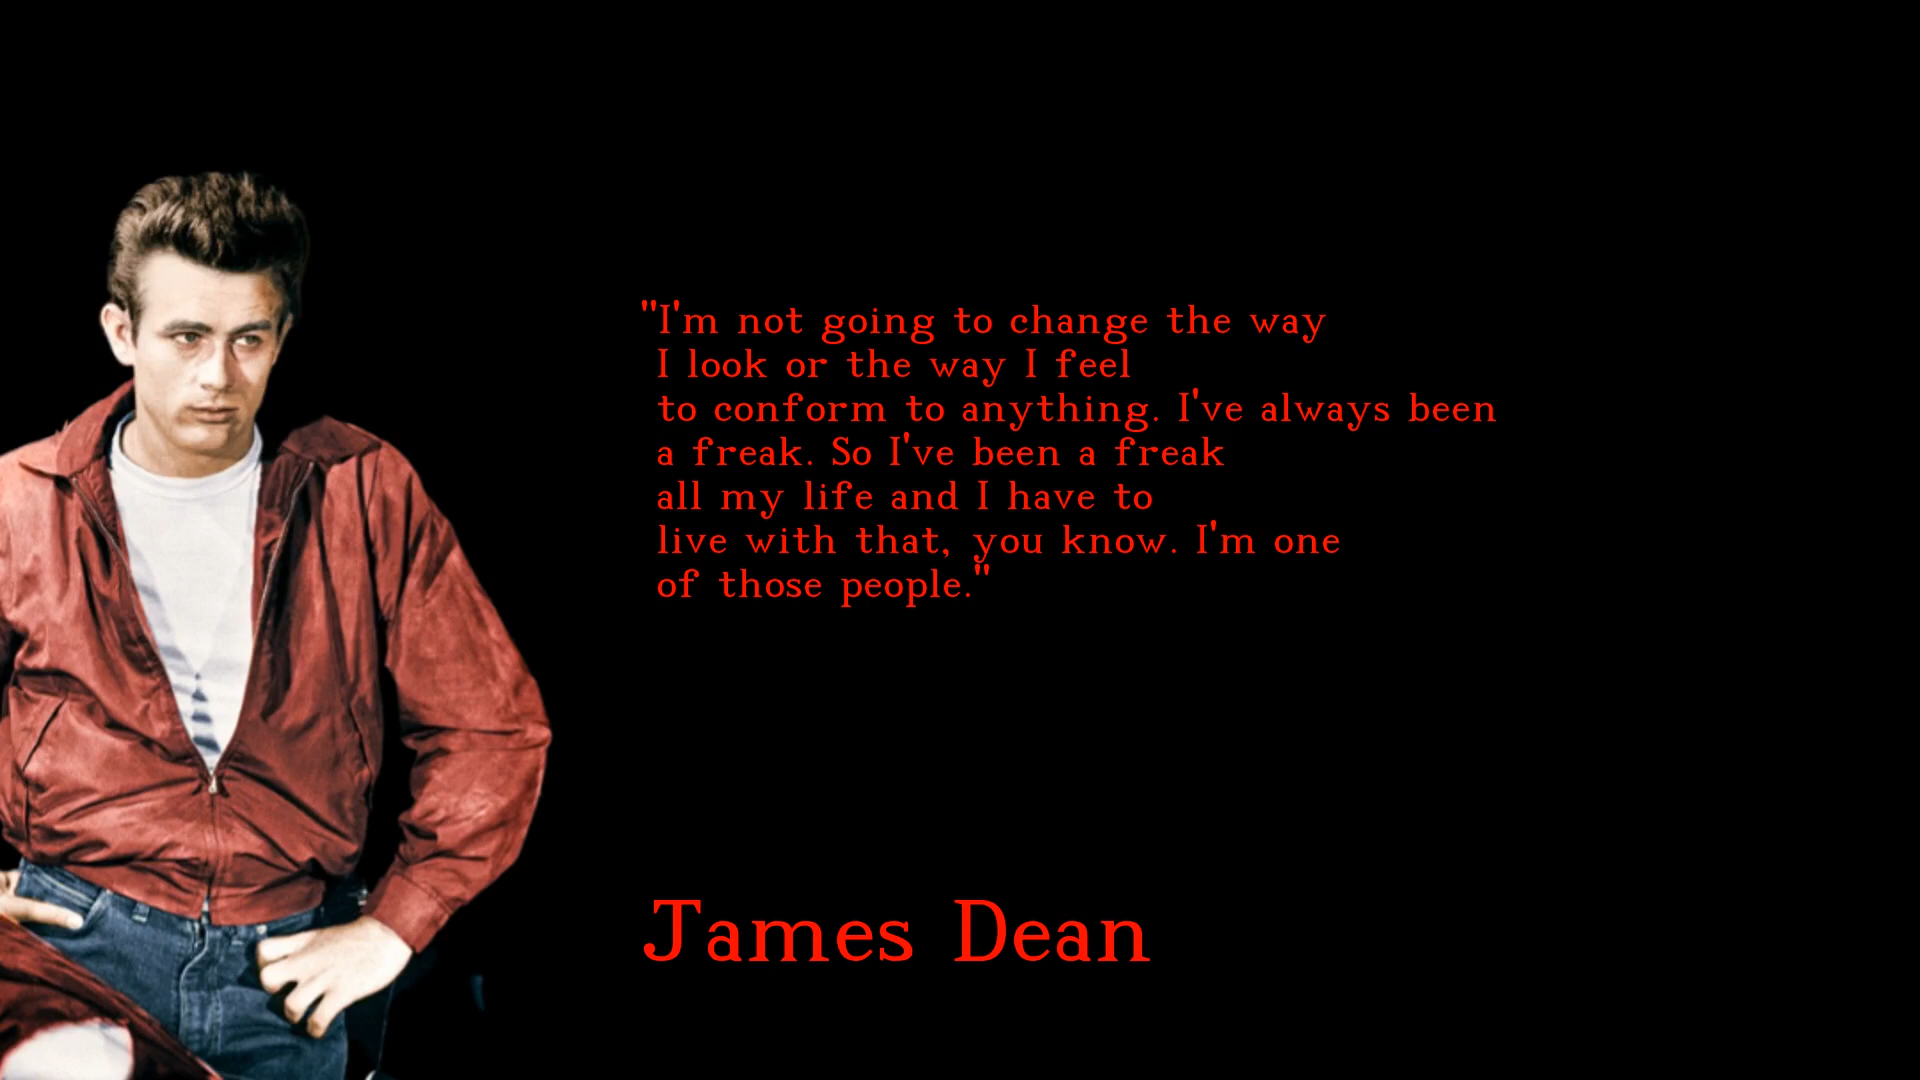 "I'm not going to change the way
I look or the way I feel
to conform to anything. I've always been
a freak. So I've been a freak
all my life and I have to
live with that, you know. I'm one
of those people."
James Dean